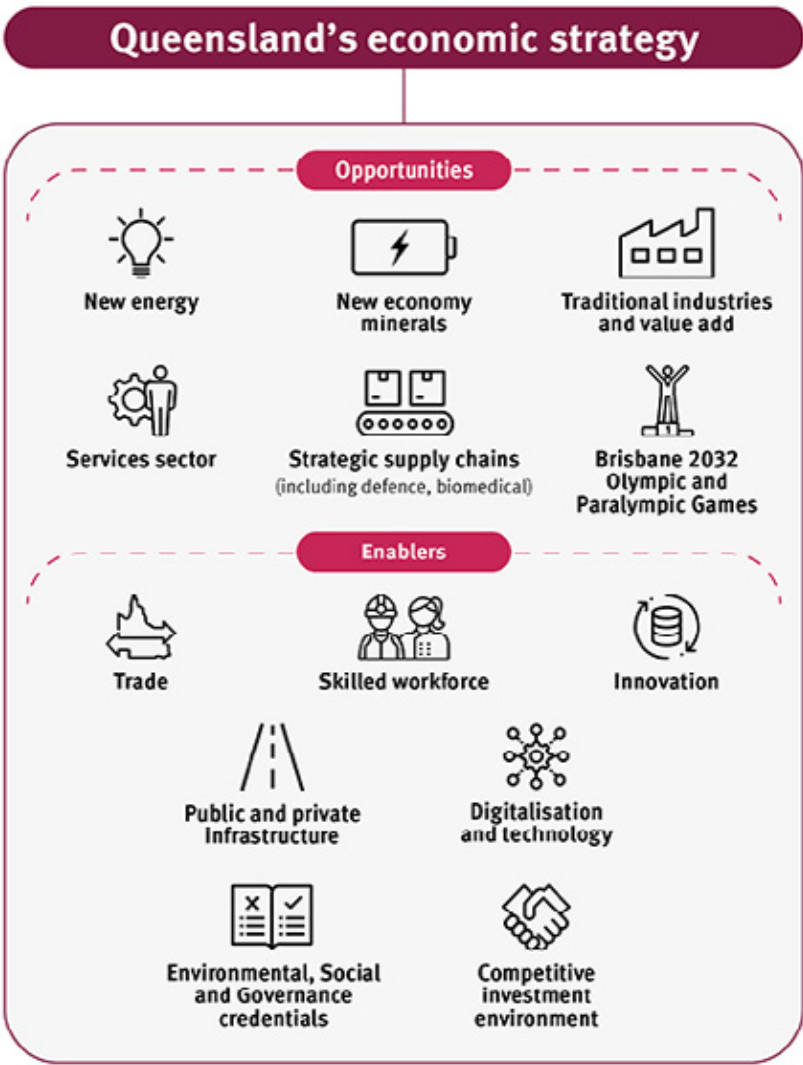 Queensland's economic strategy
Opportunities
New energy
New economy
minerals
Traditional industries
and value add
Services sector
Strategic supply chains
(including defence, biomedical)
Brisbane 2032
Olympic and
Paralympic Games
1
Enablers
Trade
Skilled workforce
Innovation
Public and private
Infrastructure
Digitalisation
and technology
Environmental, Social
and Governance
credentials
Competitive
investment
environment